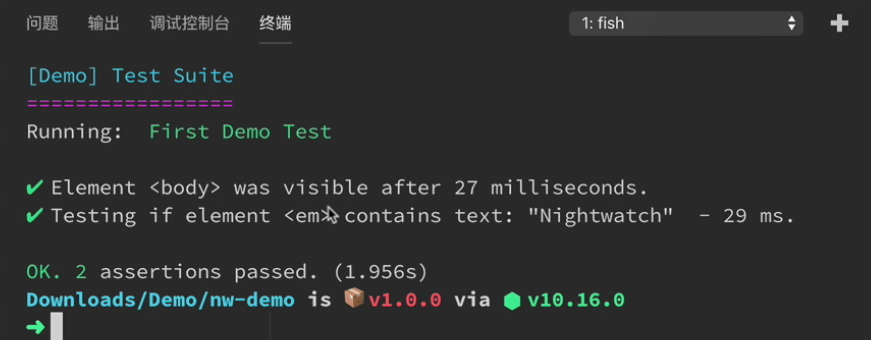 问题 输出 调试控制台 终端 1: fish
[Demo] Test Suite
=================
Running:  First Demo Test
✔ Element <body> was visible after 27 milliseconds.
✔ Testing if element <em> contains text: "Nightwatch"  - 29 ms.
OK. 2 assertions passed. (1.956s)
Downloads/Demo/nw-demo is 📦 v1.0.0 via ⬢ v10.16.0
➜